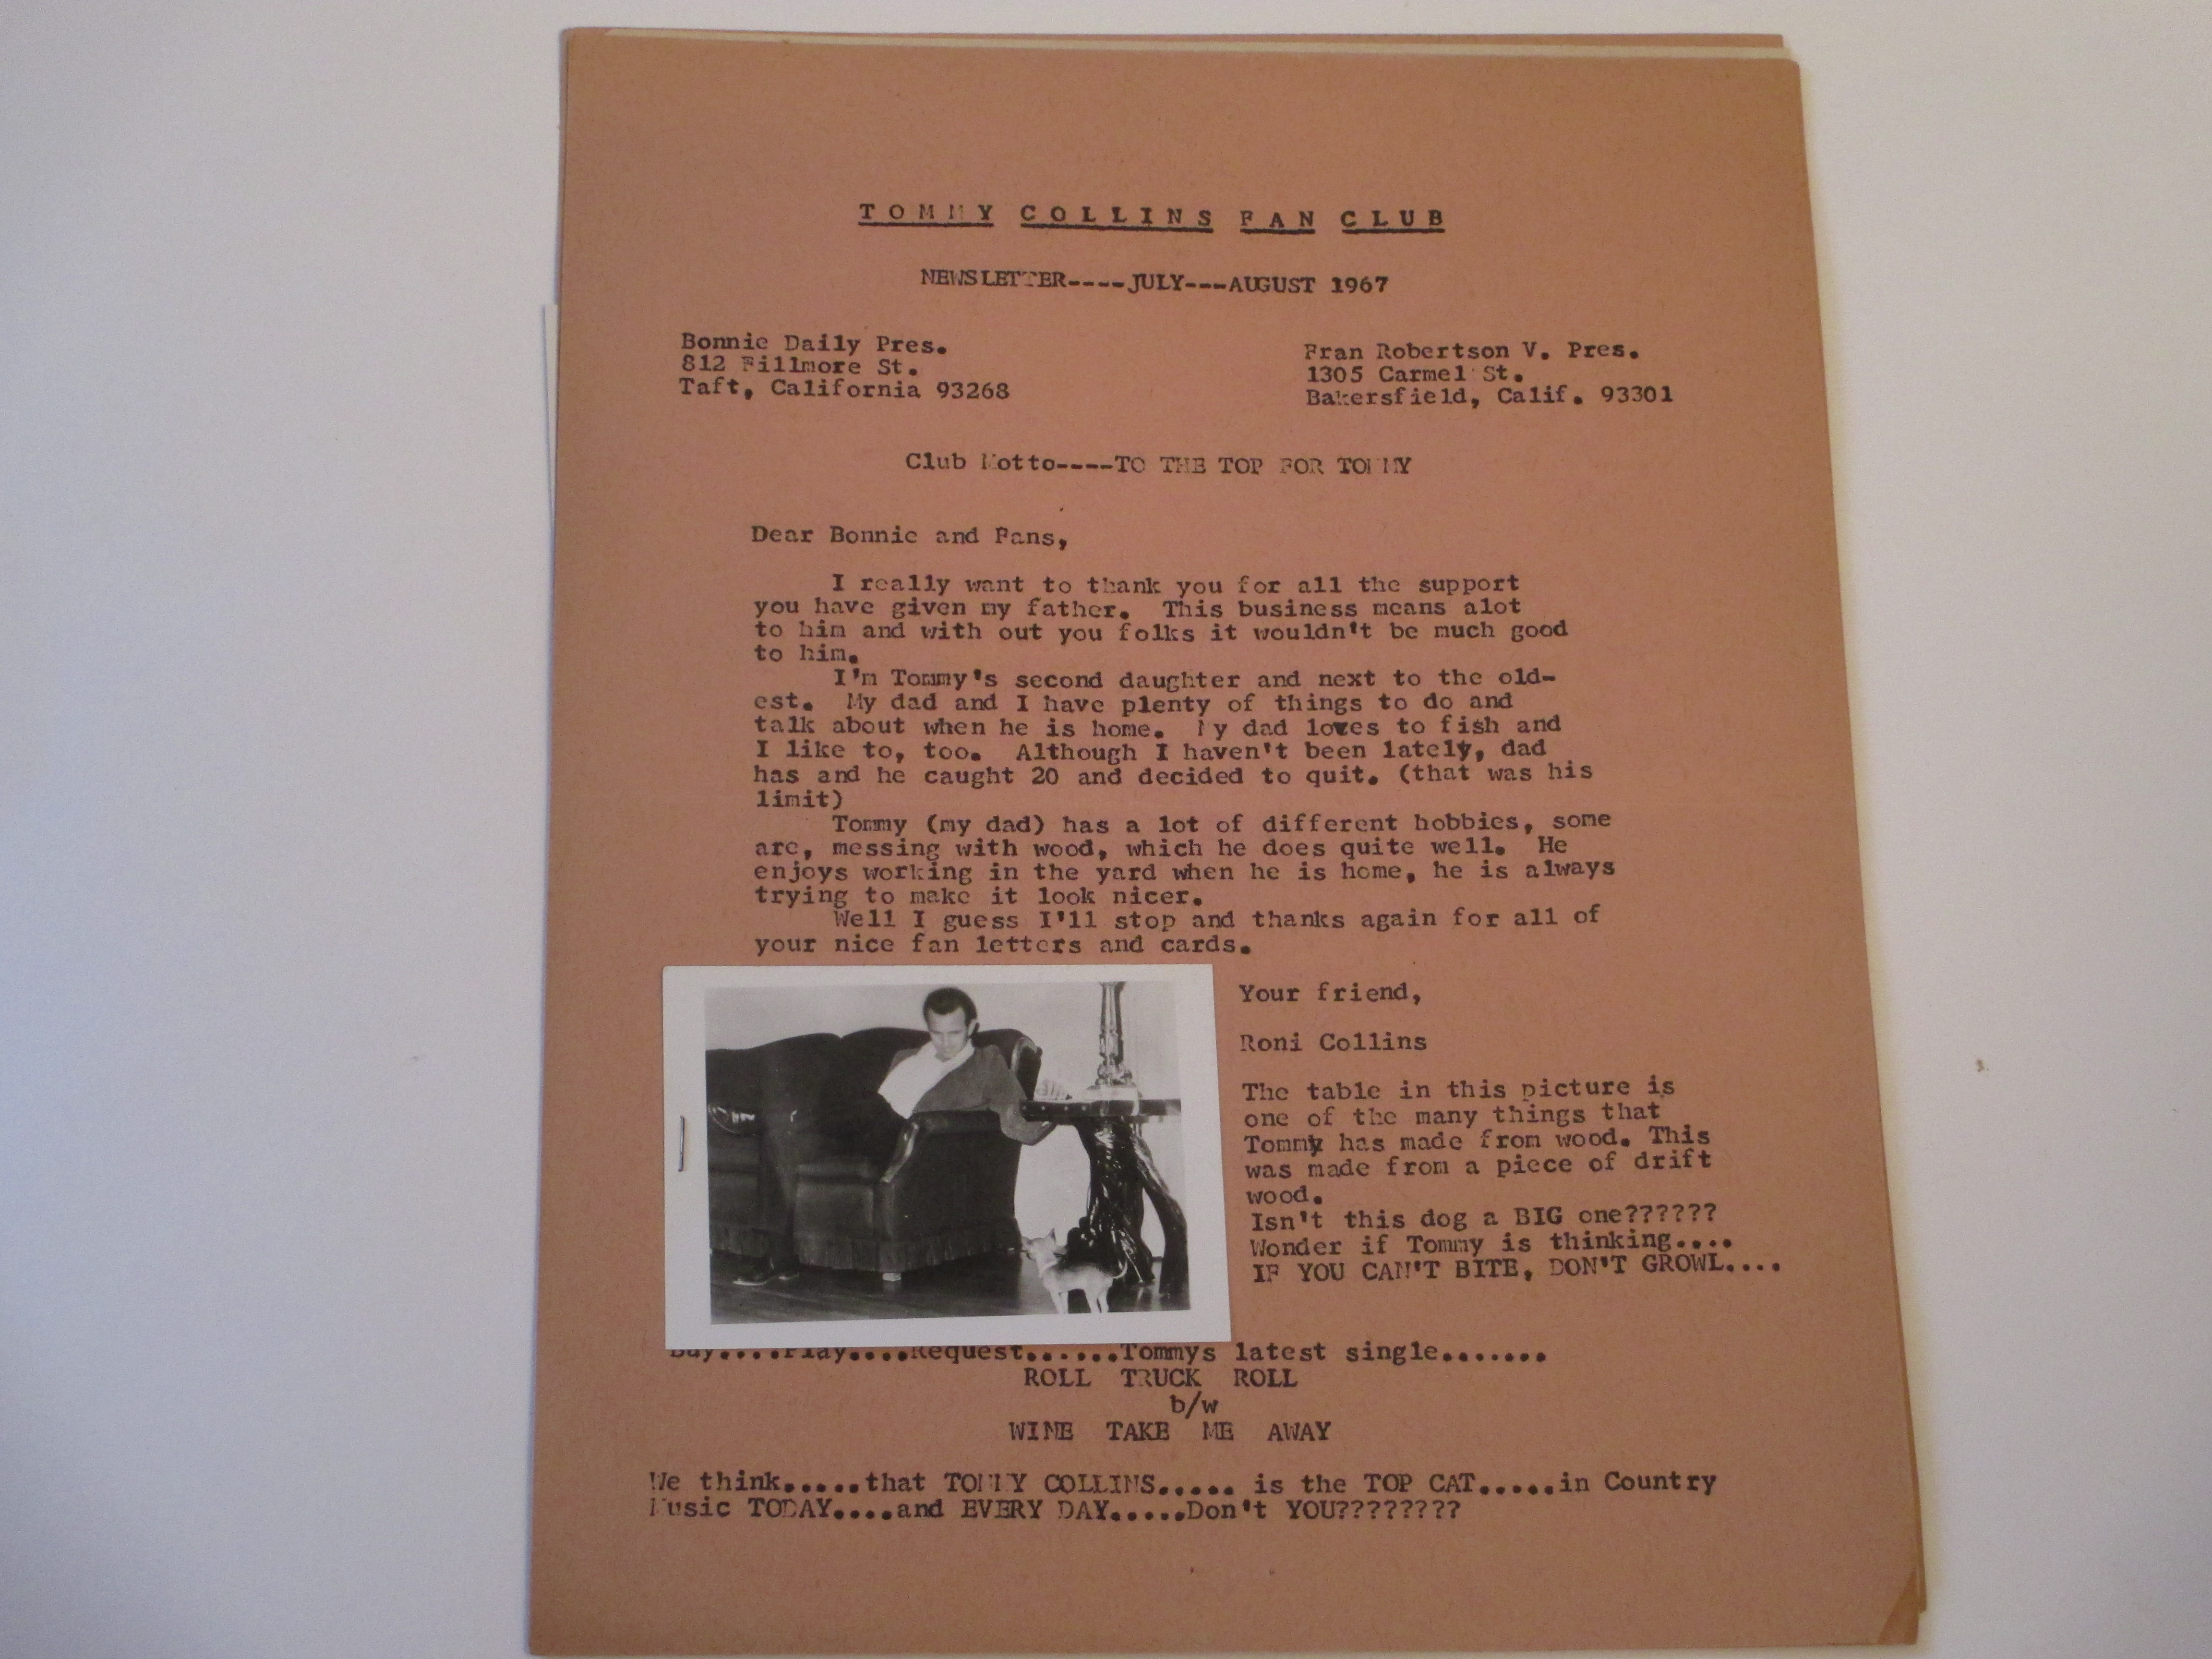 TOMMY COLLINS FAN CLUB
NEWSLETTER----JULY---AUGUST 1967
Bonnie Daily Pres.
812 Fillmore St.
Taft, California 93268
Fran Robertson V. Pres.
1305 Carmel St.
Bakersfield, Calif. 93301
Club Motto----TO THE TOP FOR TOMMY
Dear Bonnie and Fans,
I really want to thank you for all the support
you have given my father. This business means alot
to him and with out you folks it wouldn't be much good
to him.
I'm Tommy's second daughter and next to the old-
est. My dad and I have plenty of things to do and
talk about when he is home. My dad loves to fish and
I like to, too. Although I haven't been lately, dad
has and he caught 20 and decided to quit. (that was his
limit)
Tommy (my dad) has a lot of different hobbies, some
are, messing with wood, which he does quite well. He
enjoys working in the yard when he is home, he is always
trying to make it look nicer.
Well I guess I'll stop and thanks again for all of
your nice fan letters and cards.
Your friend,
Roni Collins
The table in this picture is
one of the many things that
Tommy has made from wood. This
was made from a piece of drift
wood.
Isn't this dog a BIG one??????
Wonder if Tommy is thinking....
IF YOU CAN'T BITE, DON'T GROWL....
Buy....Play....Request......Tommys latest single.......
ROLL TRUCK ROLL
b/w
WINE TAKE ME AWAY
We think.....that TOMMY COLLINS..... is the TOP CAT.....in Country
Music TODAY....and EVERY DAY.....Don't YOU????????